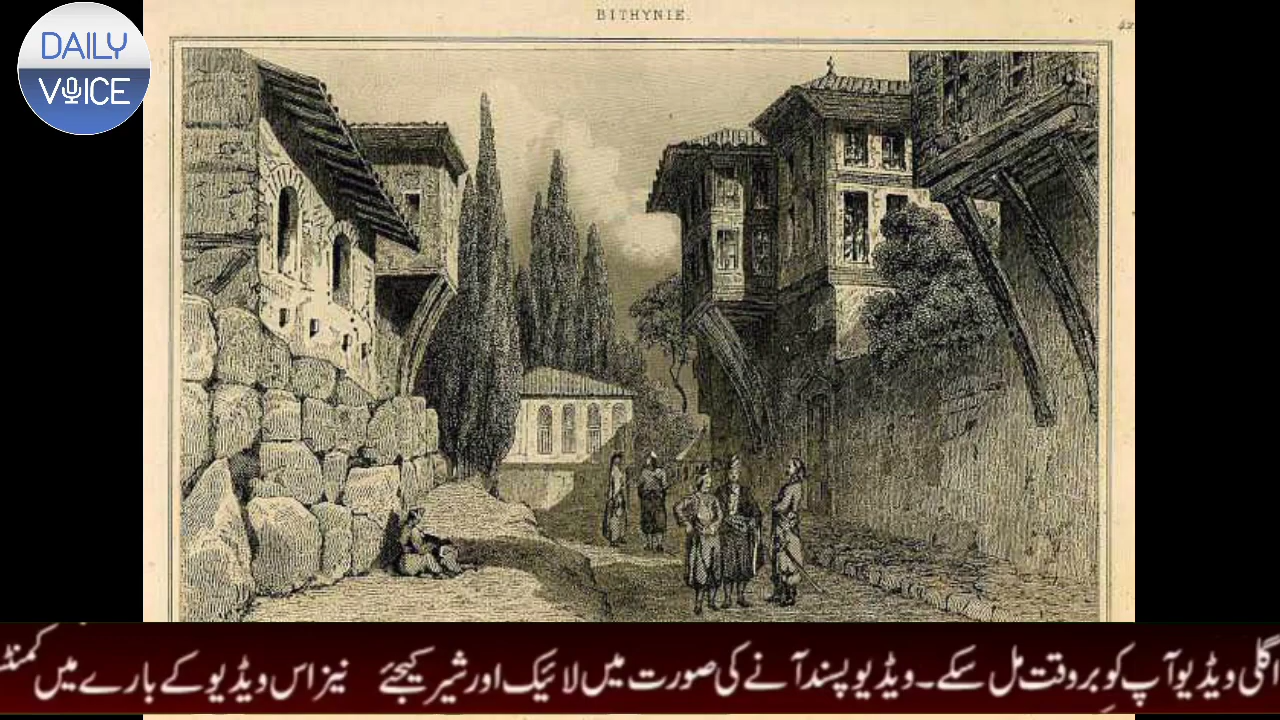 BITHYNIE.
42
DAILY
VOICE
اگلی ویڈیو آپ کو بروقت مل سکے۔ ویڈیو پسند آنے کی صورت میں لائیک اور شیر کیجئے نیز اس ویڈیو کے بارے میں